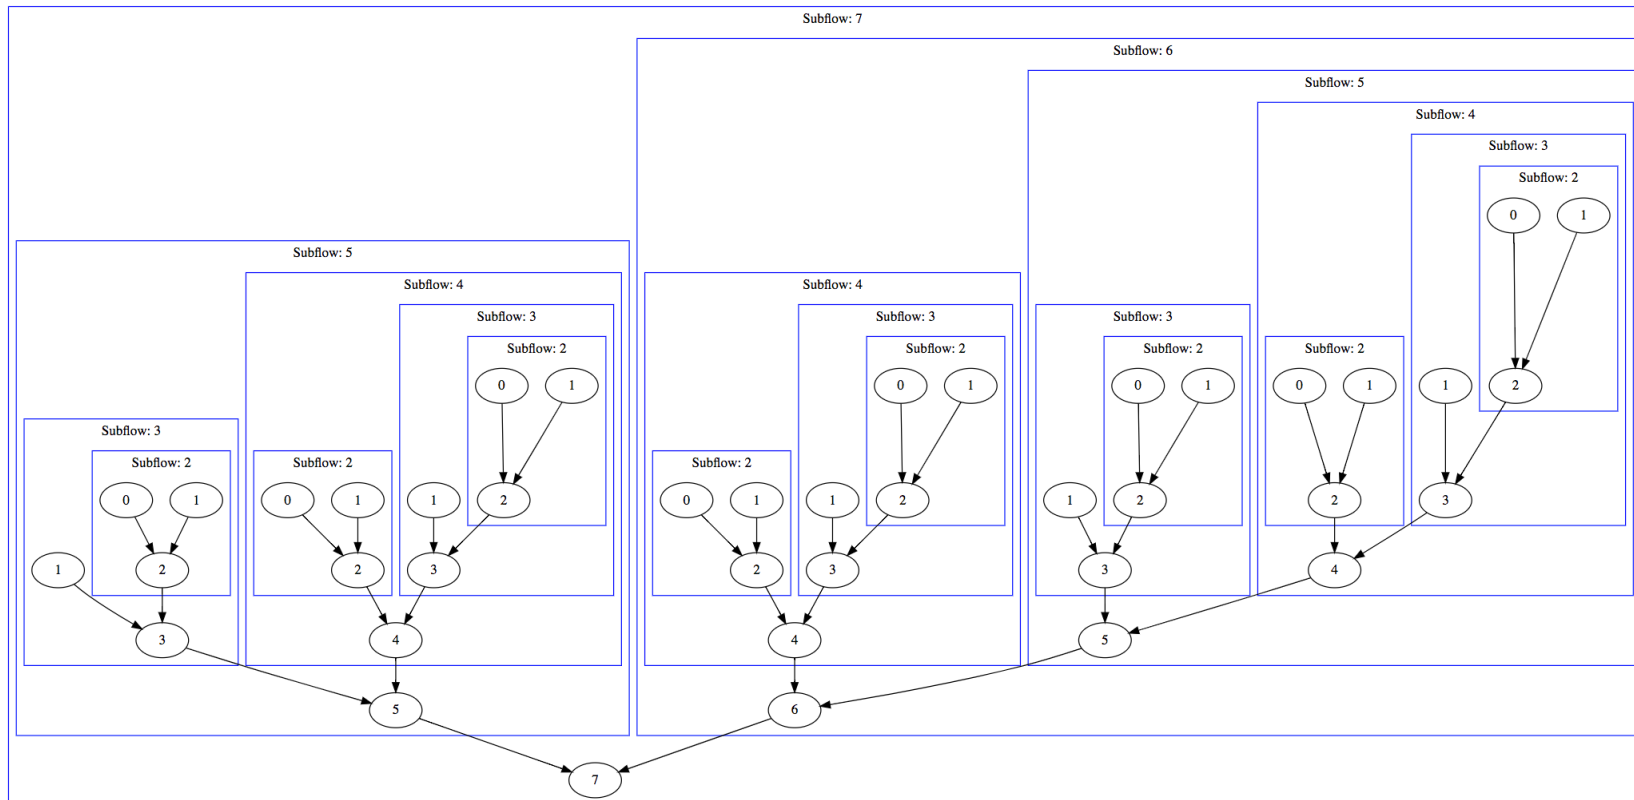 Subflow: 7
Subflow: 6
Subflow: 5
Subflow: 4
Subflow: 3
Subflow: 2
0 1
Subflow: 5
Subflow: 4 Subflow: 4
Subflow: 3 Subflow: 3 Subflow: 3
Subflow: 2 Subflow: 2 Subflow: 2 Subflow: 2
0 1 0 1 0 1 0 1 1 2
Subflow: 3
Subflow: 2 Subflow: 2 Subflow: 2
0 1 0 1 1 2 0 1 1 2 1 2 2 3
1 2 2 3 2 3 3 4
3 4 4 5
5 6
7